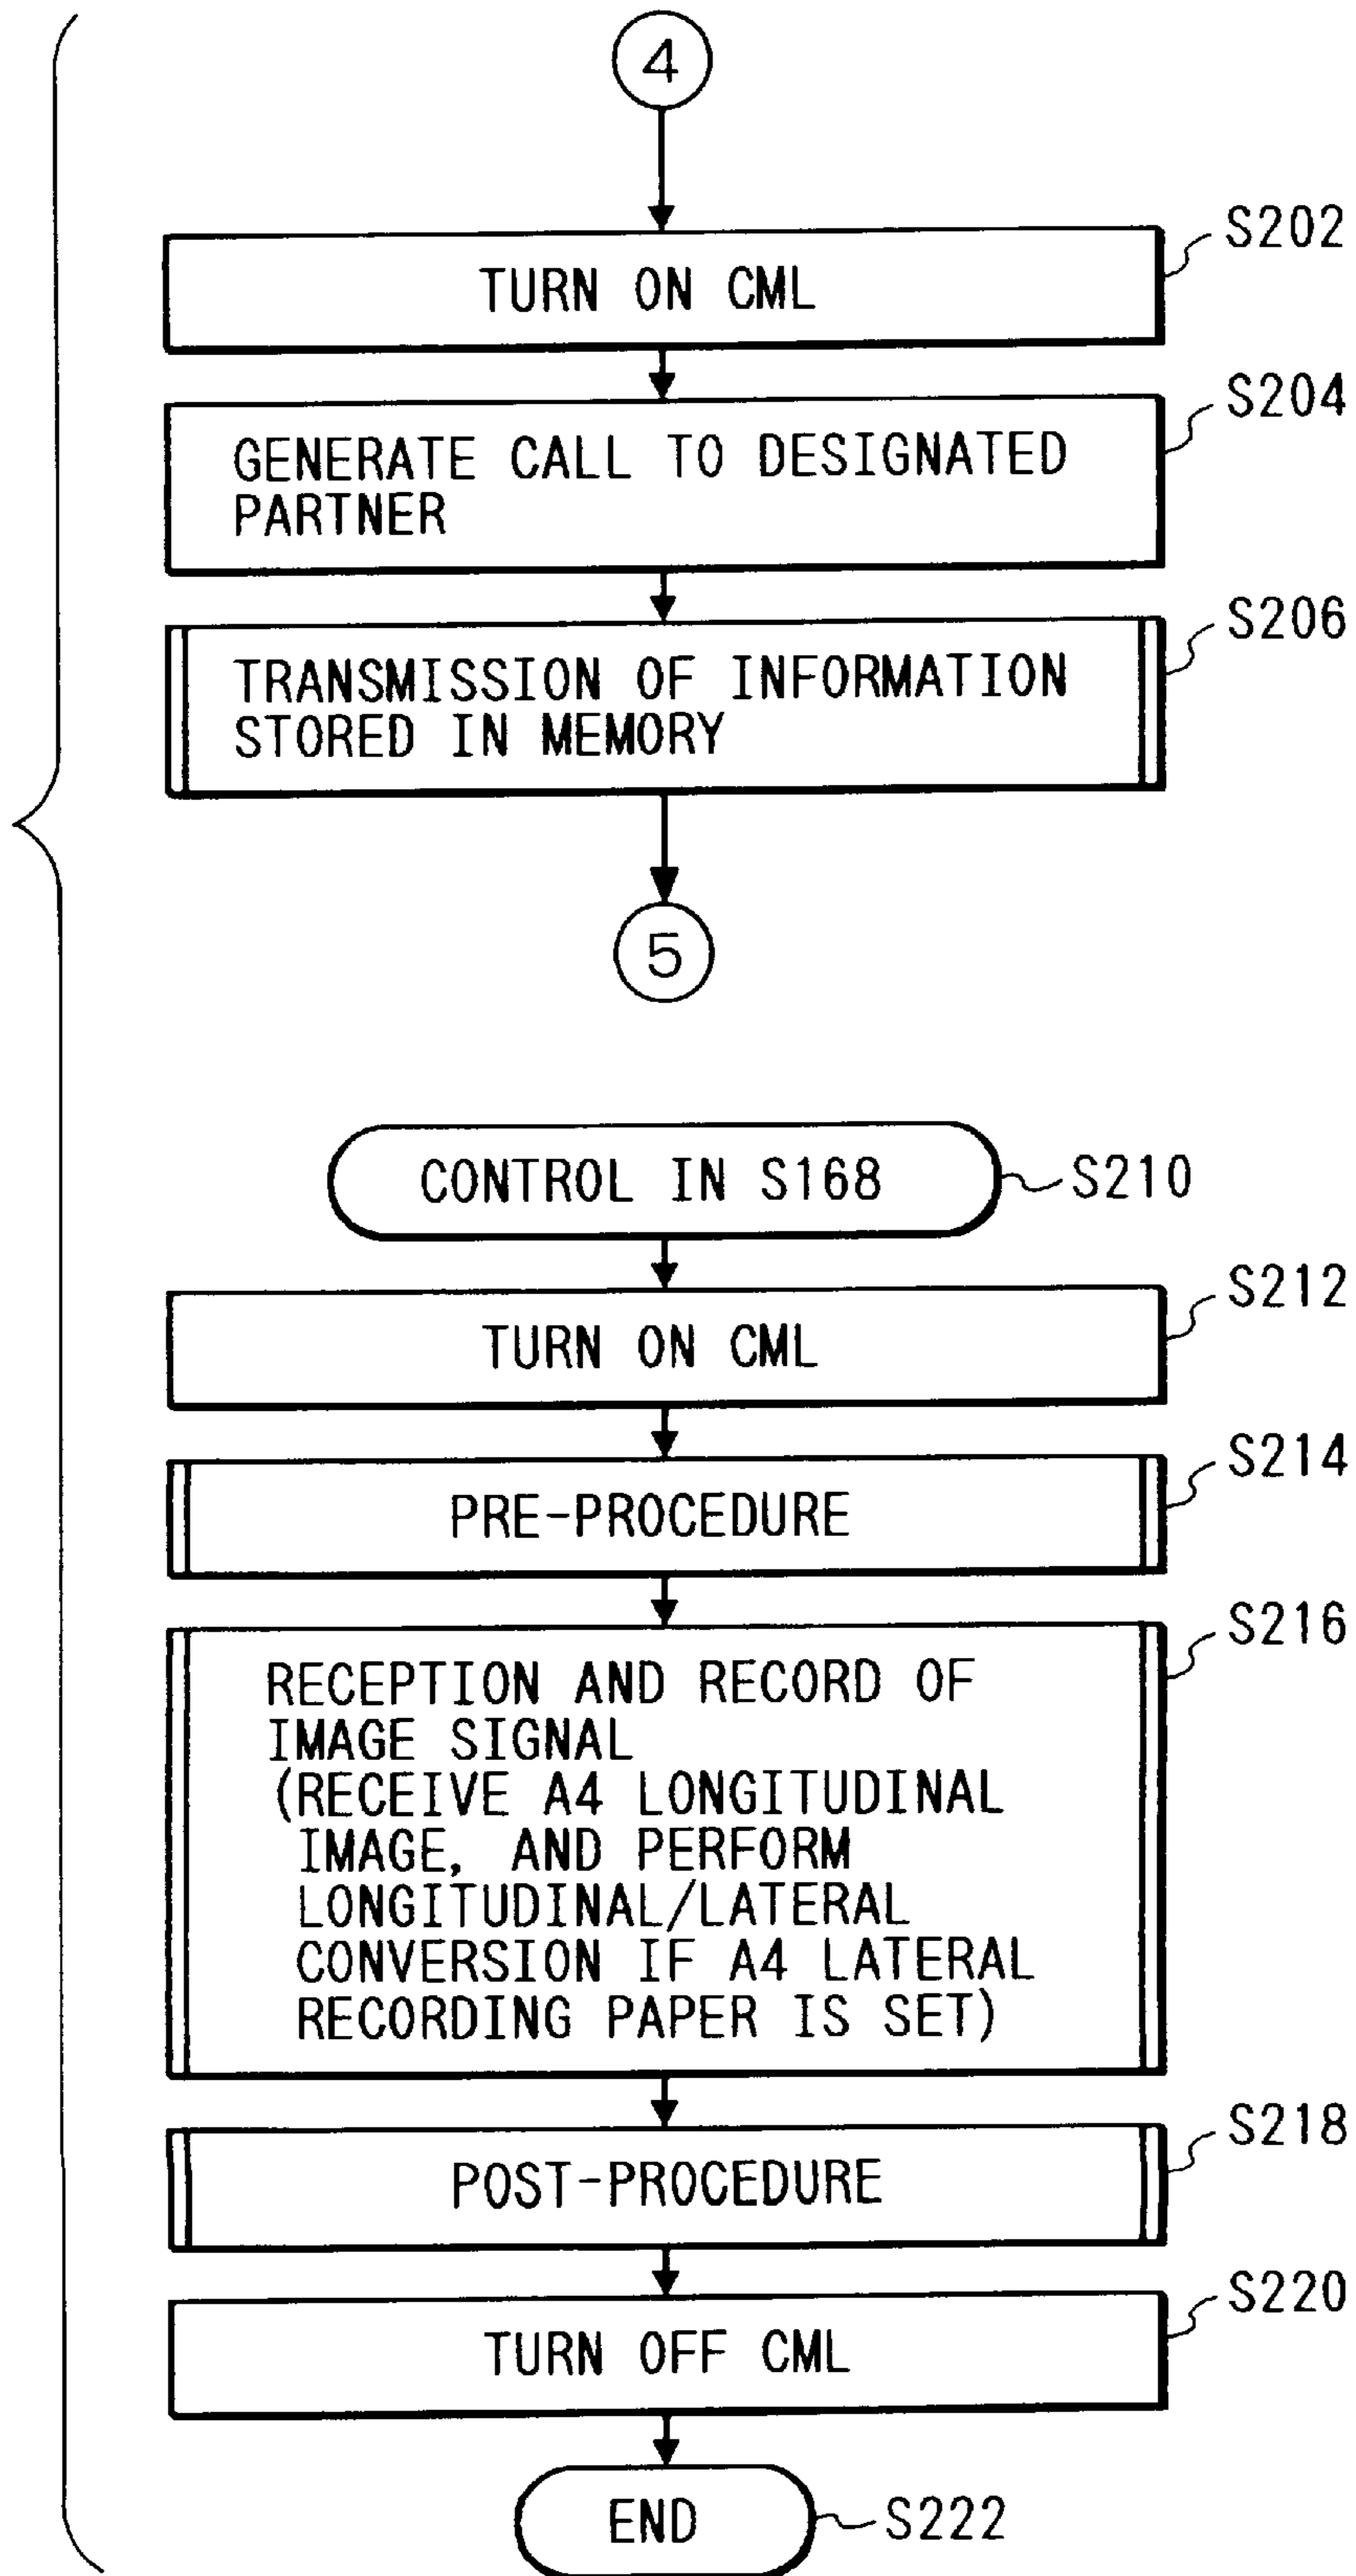 4
S202
TURN ON CML
S204
GENERATE CALL TO DESIGNATED
PARTNER
S206
TRANSMISSION OF INFORMATION
STORED IN MEMORY
5
CONTROL IN S168
S210
S212
TURN ON CML
S214
PRE-PROCEDURE
S216
RECEPTION AND RECORD OF
IMAGE SIGNAL
(RECEIVE A4 LONGITUDINAL
IMAGE, AND PERFORM
LONGITUDINAL/LATERAL
CONVERSION IF A4 LATERAL
RECORDING PAPER IS SET)
S218
POST-PROCEDURE
S220
TURN OFF CML
END
S222